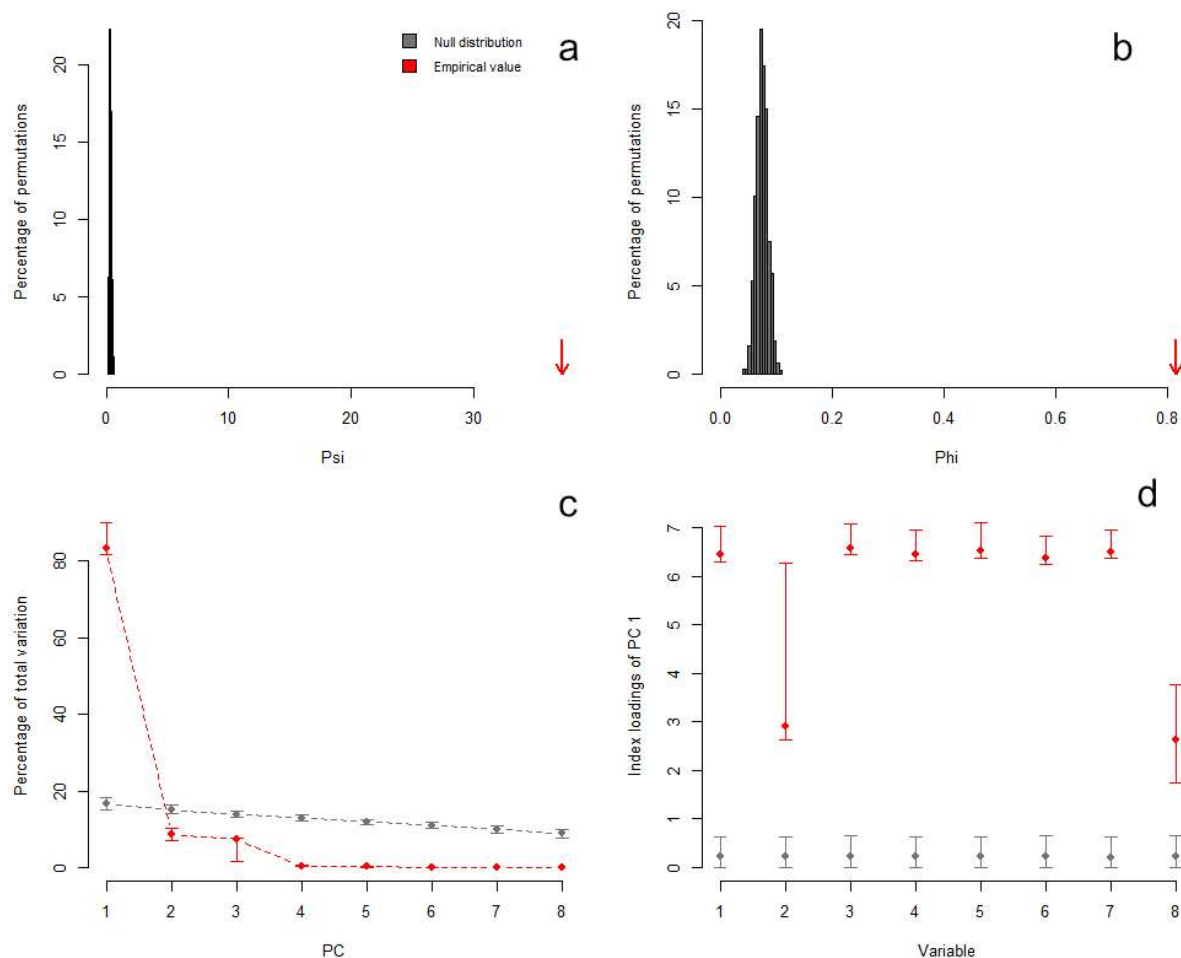 a
Null distribution
Empirical value
Percentage of permutations
0 5 10 15 20
0 10 20 30
Psi
b
Percentage of permutations
0 5 10 15 20
0.0 0.2 0.4 0.6 0.8
Phi
c
Percentage of total variation
0 20 40 60 80
1 2 3 4 5 6 7 8
PC
d
Index loadings of PC 1
0 1 2 3 4 5 6 7
1 2 3 4 5 6 7 8
Variable